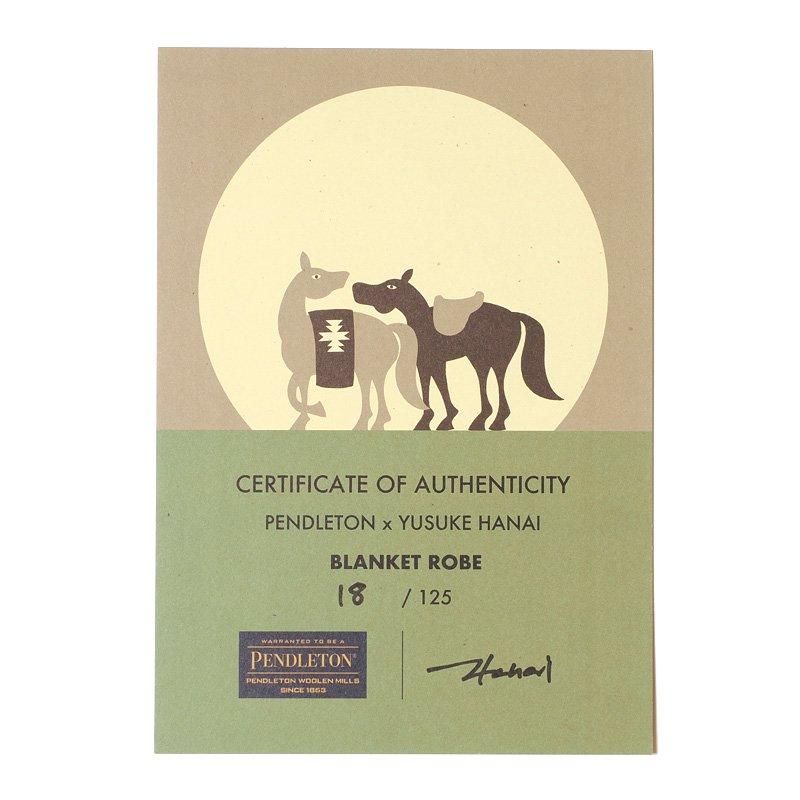 CERTIFICATE OF AUTHENTICITY
PENDLETON x YUSUKE HANAI
BLANKET ROBE
18 / 125
WARRANTED TO BE A
PENDLETON®
PENDLETON WOOLEN MILLS
SINCE 1863
Hanai